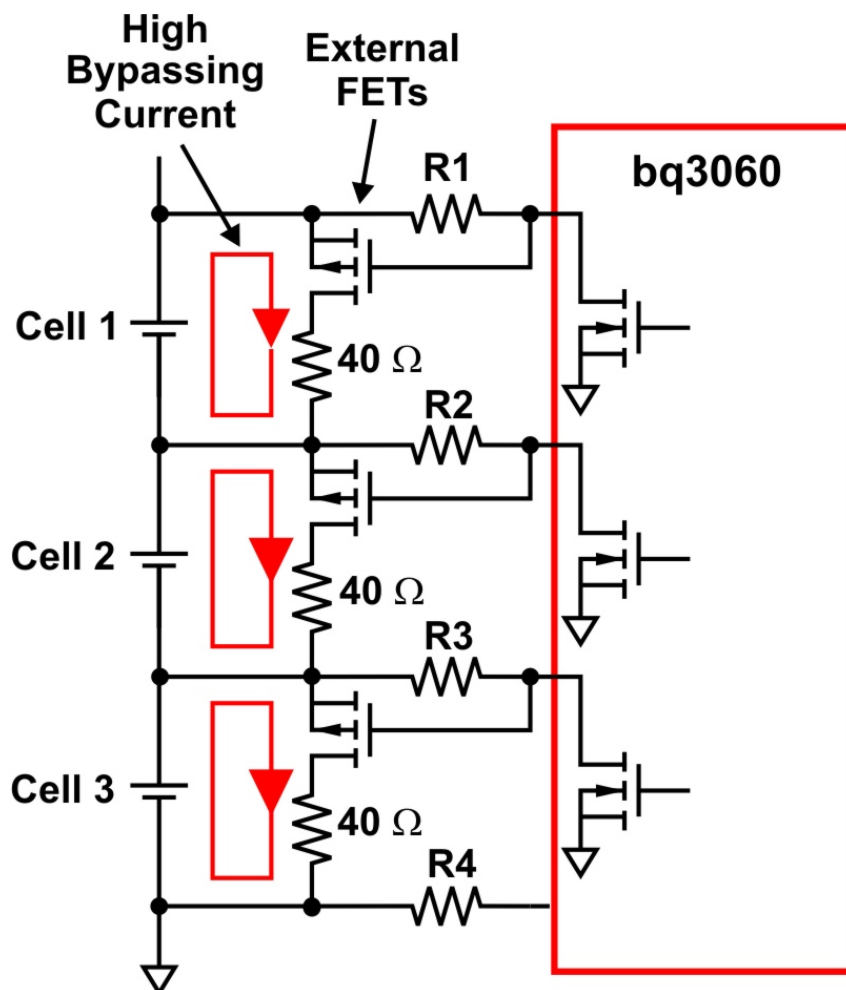 High
Bypassing
Current
External
FETs
R1
bq3060
Cell 1
40 Ω
R2
Cell 2
40 Ω
R3
Cell 3
40 Ω
R4